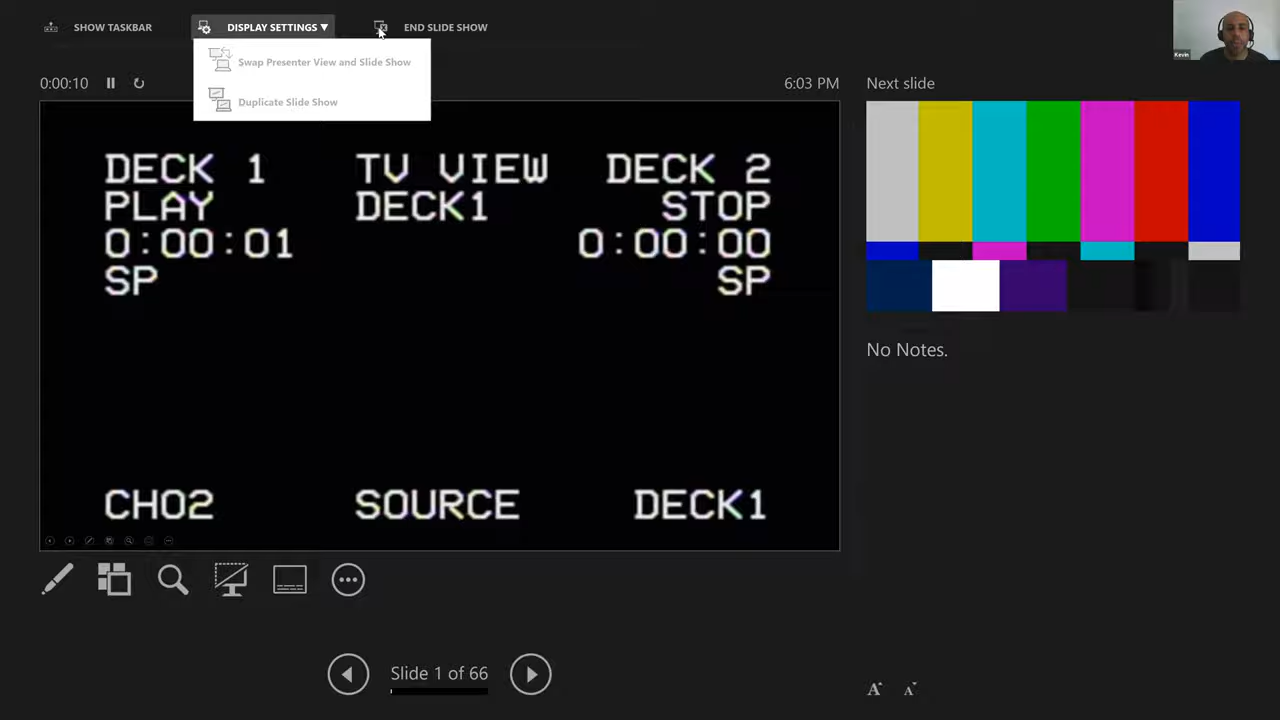 SHOW TASKBAR
DISPLAY SETTINGS ▼
END SLIDE SHOW
Kevin
Swap Presenter View and Slide Show
Duplicate Slide Show
0:00:10
6:03 PM
Next slide
DECK 1 TV VIEW DECK 2
PLAY DECK1 STOP
0:00:01 0:00:00
SP SP
CH02 SOURCE DECK1
No Notes.
Slide 1 of 66
A A